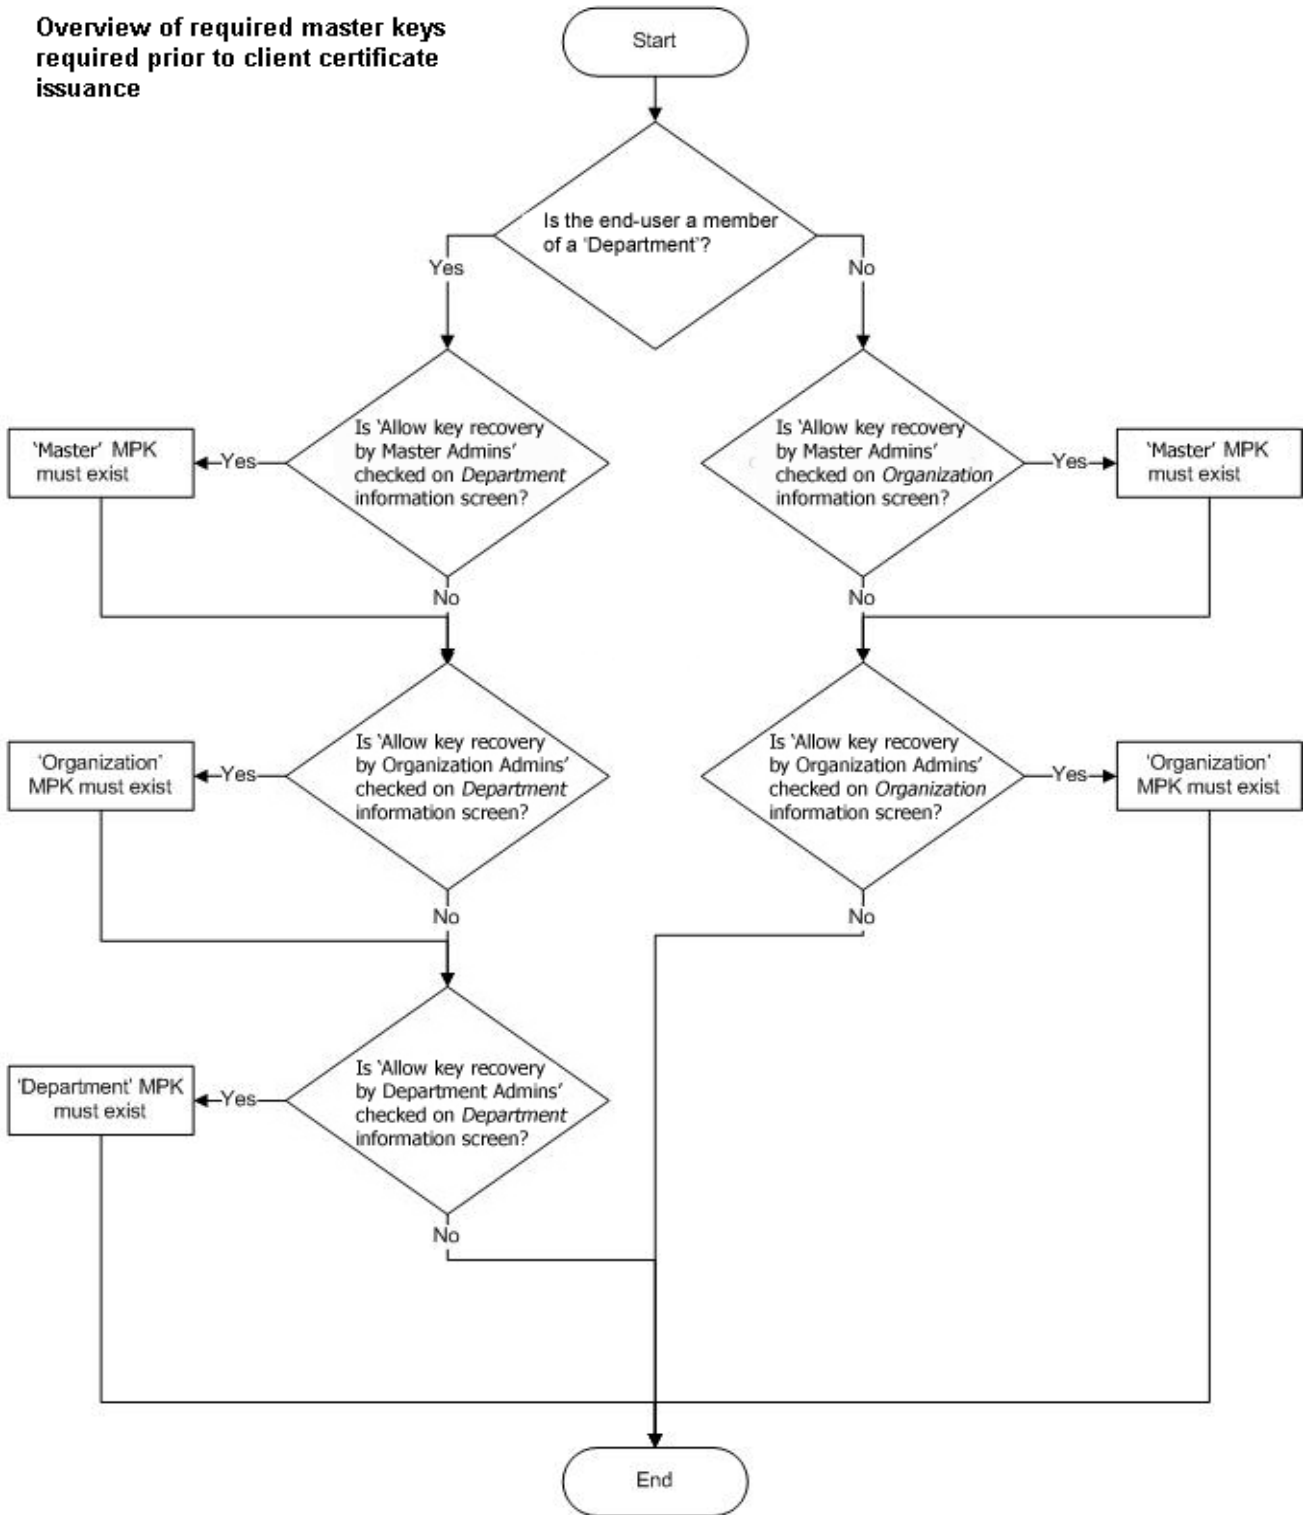 Overview of required master keys
required prior to client certificate
issuance
Start
Is the end-user a member
of a 'Department'?
Yes
No
Is 'Allow key recovery
by Master Admins'
checked on Department
information screen?
Yes
'Master' MPK
must exist
No
Is 'Allow key recovery
by Master Admins'
checked on Organization
information screen?
Yes
'Master' MPK
must exist
No
Is 'Allow key recovery
by Organization Admins'
checked on Department
information screen?
Yes
'Organization'
MPK must exist
No
Is 'Allow key recovery
by Organization Admins'
checked on Organization
information screen?
Yes
'Organization'
MPK must exist
No
Is 'Allow key recovery
by Department Admins'
checked on Department
information screen?
Yes
'Department' MPK
must exist
No
End